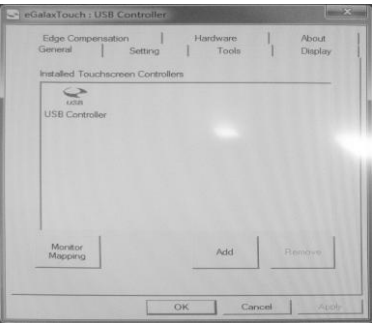 eGalaxTouch : USB Controller
Edge Compensation | Hardware | About
General | Setting | Tools | Display
Installed Touchscreen Controllers
USB
USB Controller
Monitor
Mapping
Add
Remove
OK
Cancel
Apply